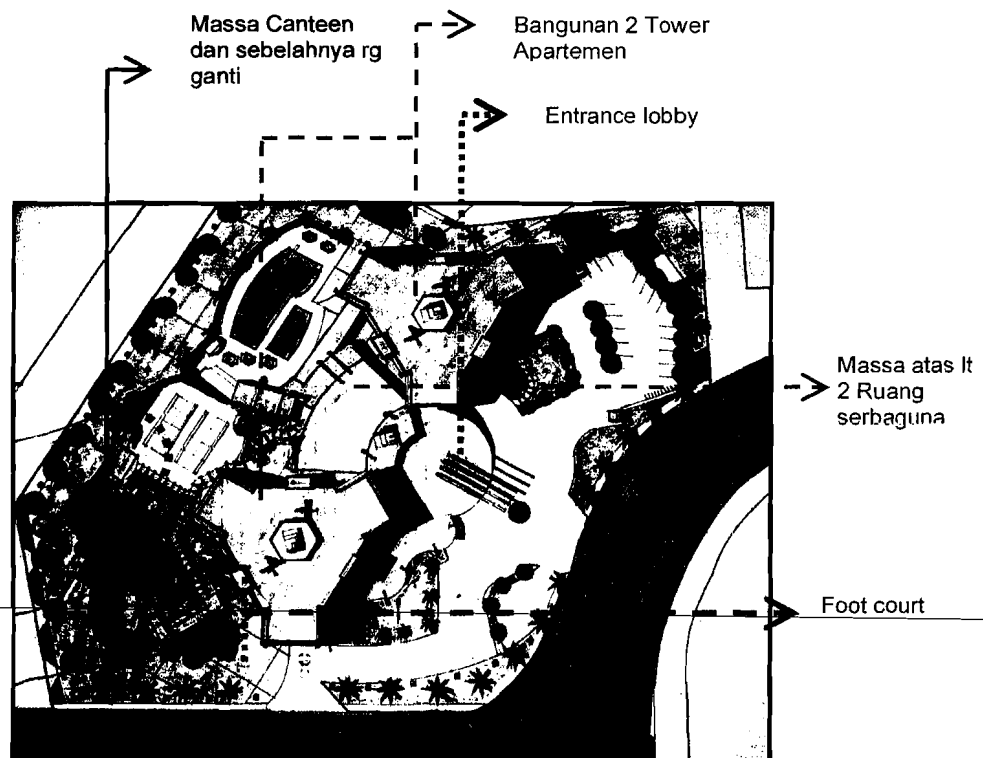 Massa Canteen
dan sebelahnya rg
ganti
Bangunan 2 Tower
Apartemen
Entrance lobby
Massa atas lt
2 Ruang
serbaguna
Foot court